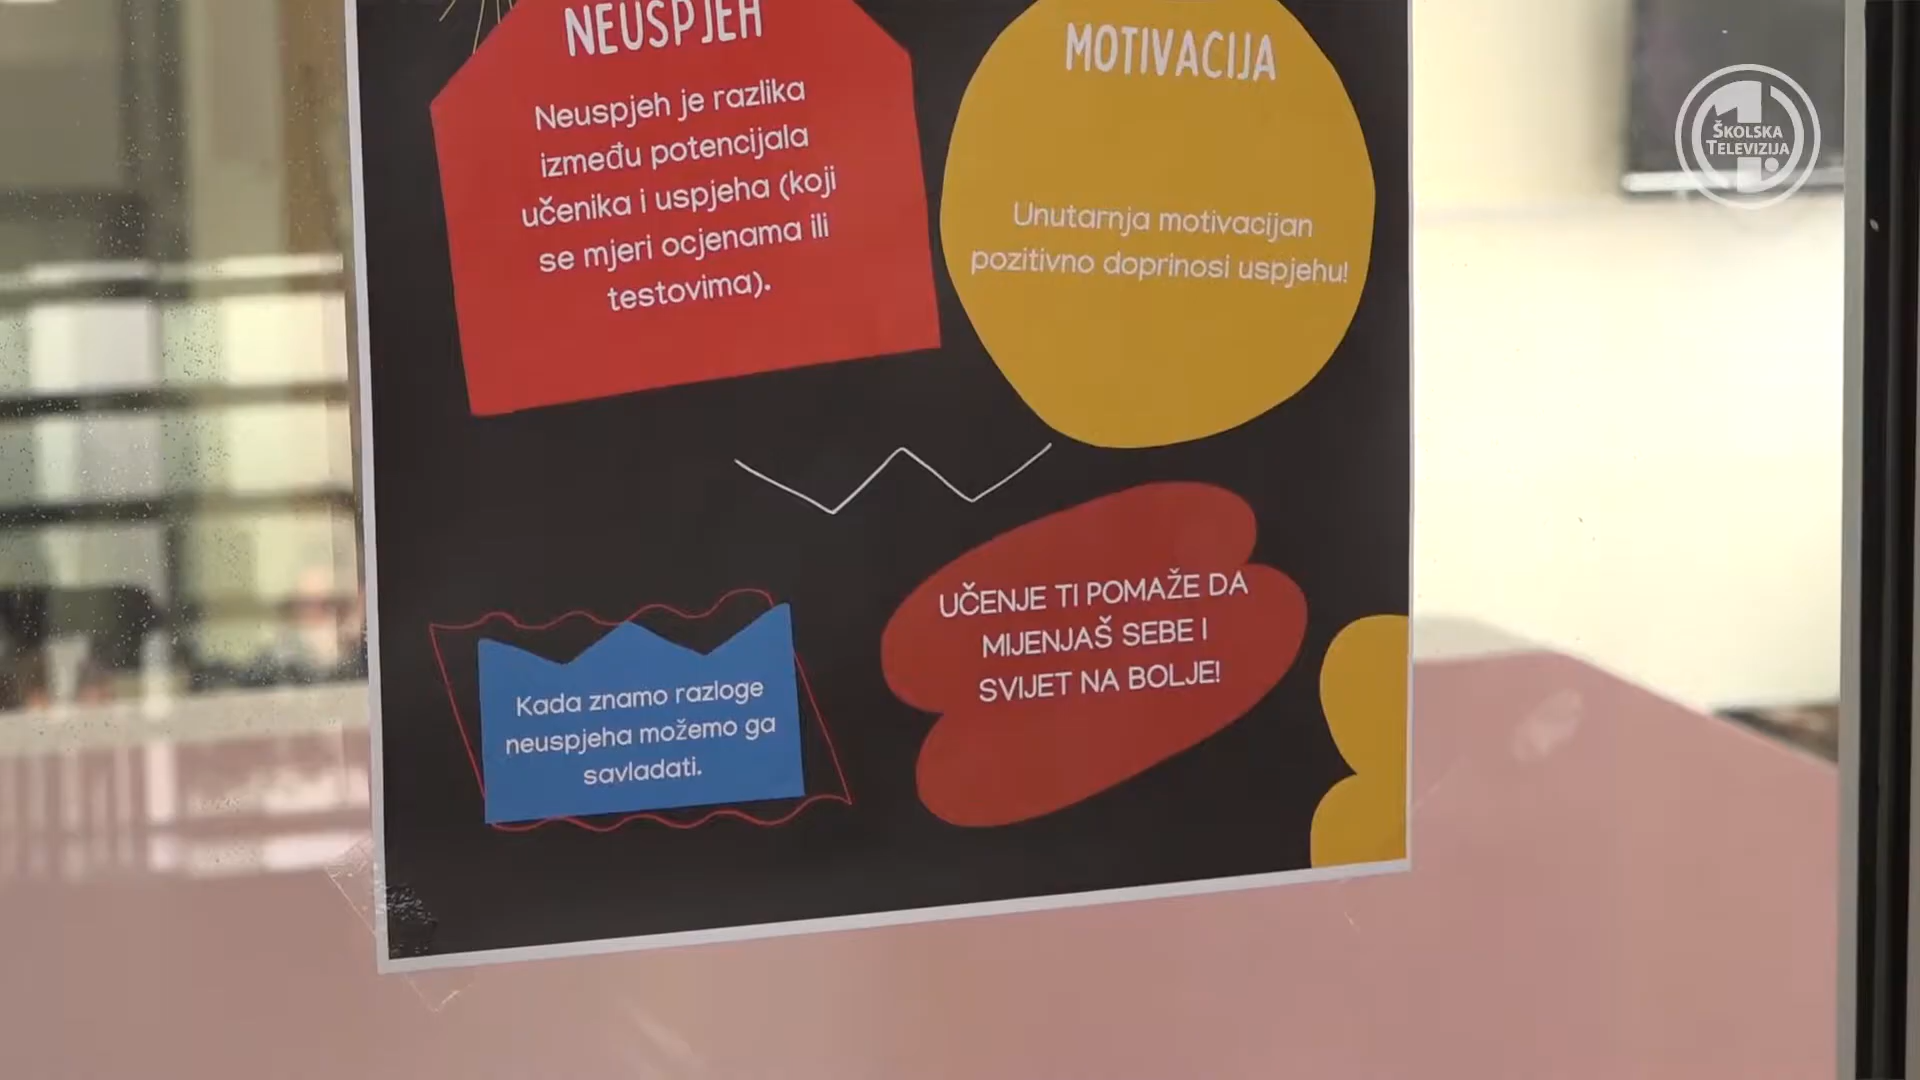 NEUSPJEH
Neuspjeh je razlika
između potencijala
učenika i uspjeha (koji
se mjeri ocjenama ili
testovima).
MOTIVACIJA
Unutarnja motivacijan
pozitivno doprinosi uspjehu!
Kada znamo razloge
neuspjeha možemo ga
savladati.
UČENJE TI POMAŽE DA
MIJENJAŠ SEBE I
SVIJET NA BOLJE!
1.
ŠKOLSKA
TELEVIZIJA